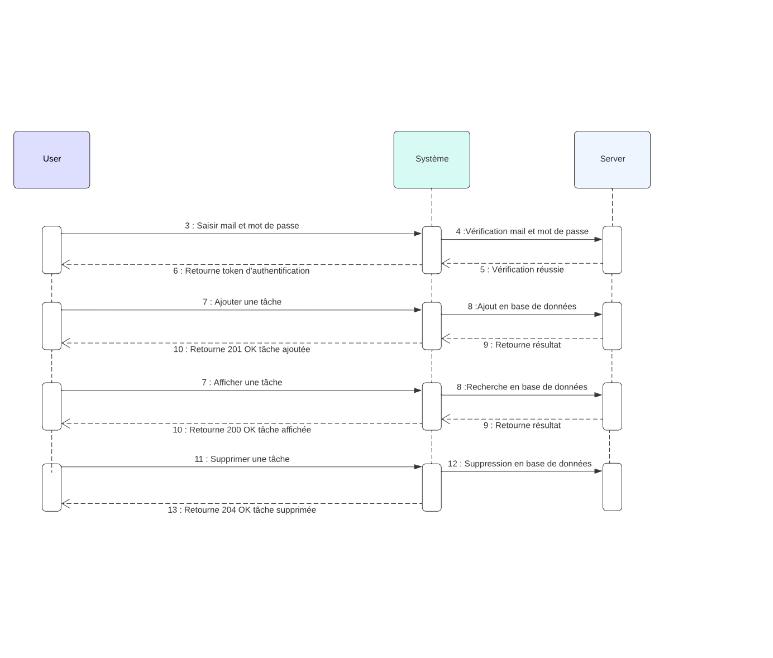 User
Système
Server
3 : Saisir mail et mot de passe
4 :Vérification mail et mot de passe
5 : Vérification réussie
6 : Retourne token d'authentification
7 : Ajouter une tâche
8 :Ajout en base de données
9 : Retourne résultat
10 : Retourne 201 OK tâche ajoutée
7 : Afficher une tâche
8 :Recherche en base de données
9 : Retourne résultat
10 : Retourne 200 OK tâche affichée
11 : Supprimer une tâche
12 : Suppression en base de données
13 : Retourne 204 OK tâche supprimée